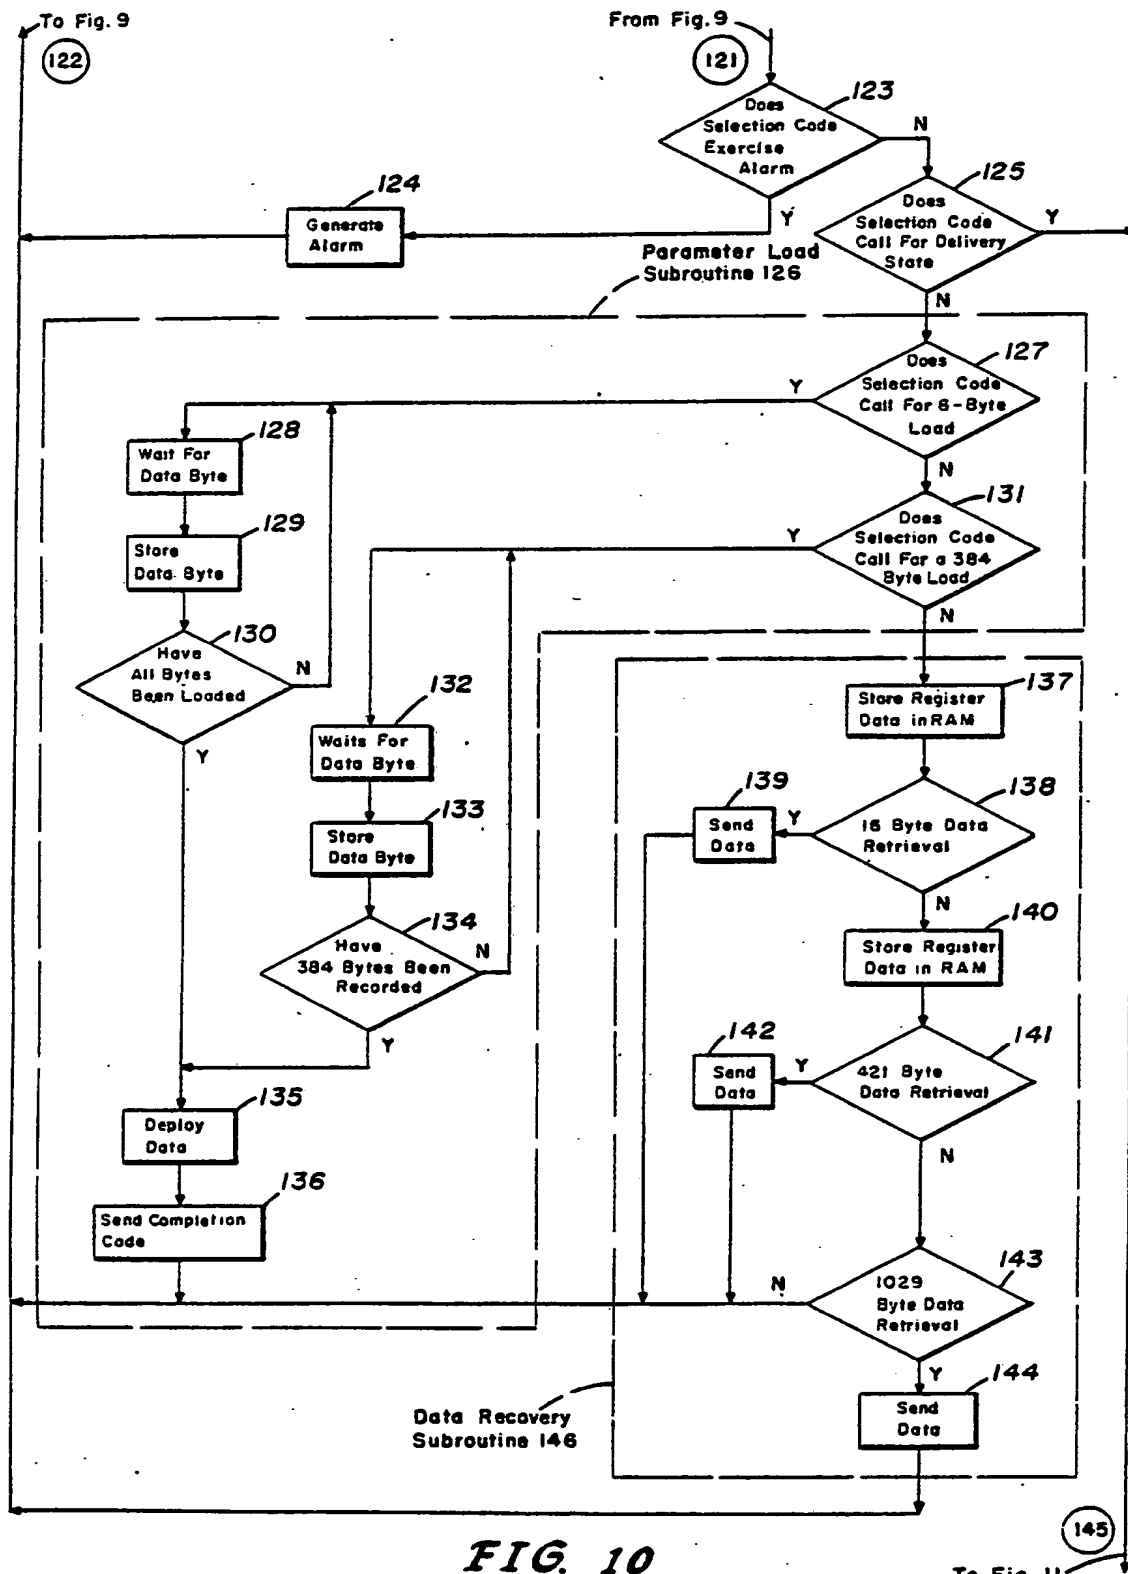 To Fig. 9
122
From Fig. 9
121
123
Does
Selection Code
Exercise
Alarm
N
Y
124
Generate
Alarm
125
Does
Selection Code
Call For Delivery
State
Y
N
Parameter Load
Subroutine 126
127
Does
Selection Code
Call For 6-Byte
Load
Y
N
128
Wait For
Data Byte
129
Store
Data Byte
130
Have
All Bytes
Been Loaded
N
Y
131
Does
Selection Code
Call For a 384
Byte Load
Y
N
132
Waits For
Data Byte
133
Store
Data Byte
134
Have
384 Bytes Been
Recorded
N
Y
135
Deploy
Data
136
Send Completion
Code
137
Store Register
Data in RAM
138
16 Byte Data
Retrieval
Y
N
139
Send
Data
140
Store Register
Data in RAM
141
421 Byte
Data Retrieval
Y
N
142
Send
Data
143
1029
Byte Data
Retrieval
N
Y
144
Send
Data
Data Recovery
Subroutine 146
145
To Fig. 11
FIG. 10